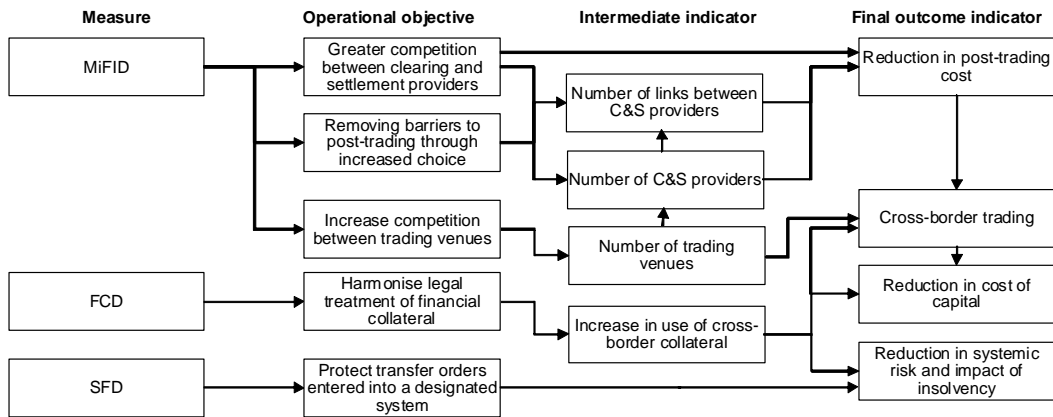 Measure
Operational objective
Intermediate indicator
Final outcome indicator
MiFID
Greater competition
between clearing and
settlement providers
Removing barriers to
post-trading through
increased choice
Increase competition
between trading venues
Number of links between
C&S providers
Number of C&S providers
Number of trading
venues
Reduction in post-trading
cost
Cross-border trading
Reduction in cost of
capital
FCD
Harmonise legal
treatment of financial
collateral
Increase in use of cross-
border collateral
Reduction in systemic
risk and impact of
insolvency
SFD
Protect transfer orders
entered into a designated
system